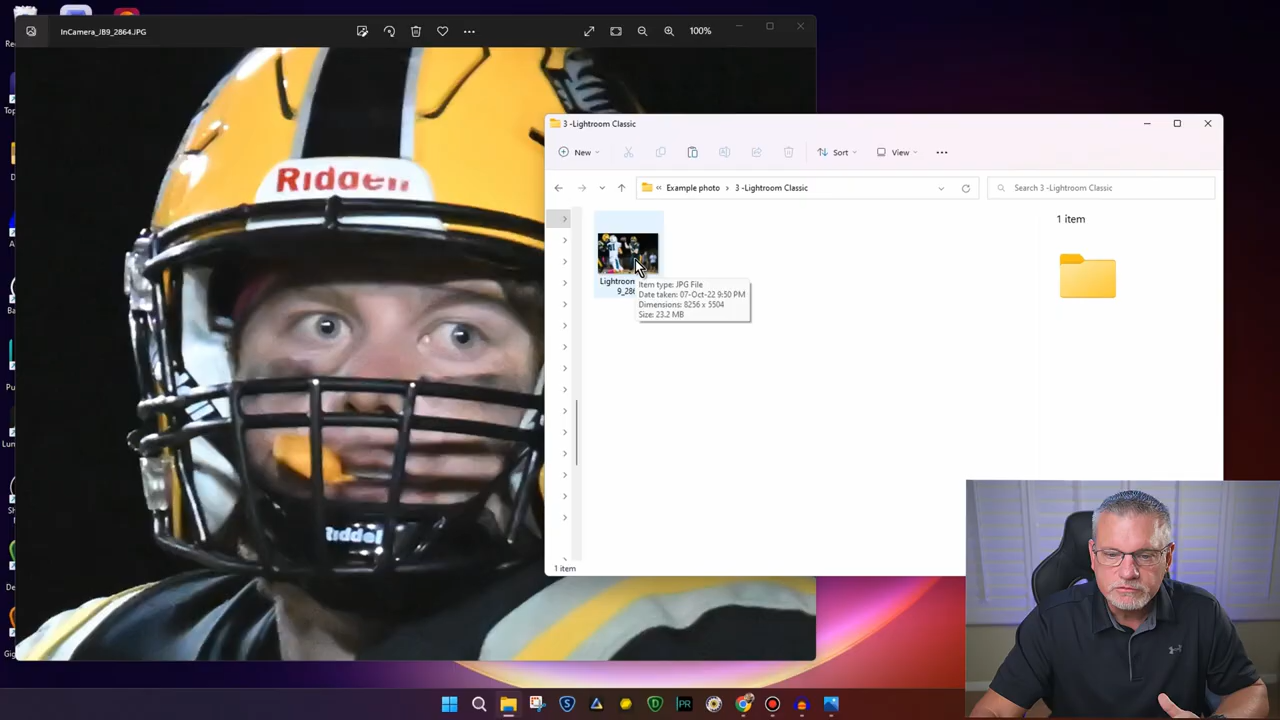 InCamera_JB9_2864.JPG
100%
Riddell
Riddel
3 -Lightroom Classic
New
Sort
View
Example photo
3 -Lightroom Classic
Search 3 -Lightroom Classic
1 item
Item type: JPG File
Date taken: 07-Oct-22 9:50 PM
Dimensions: 8256 x 5504
Size: 23.2 MB
1 item
PR